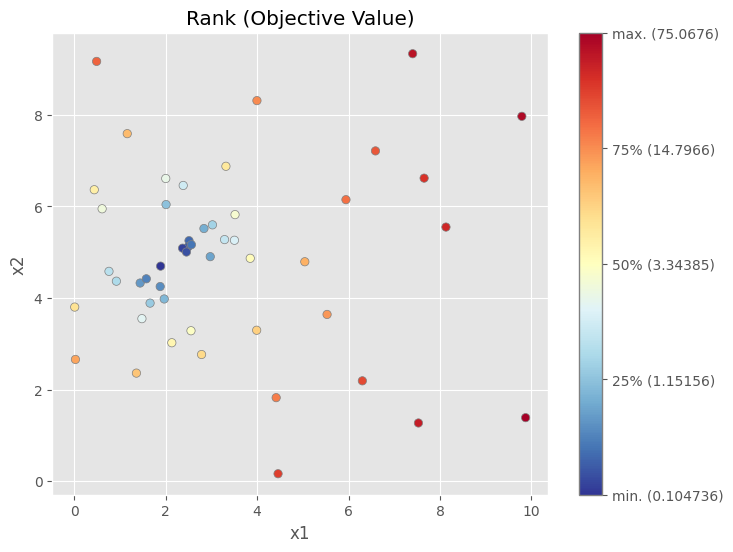 Rank (Objective Value)
x2
8
6
4
2
0
0
2
4
6
8
10
x1
max. (75.0676)
75% (14.7966)
50% (3.34385)
25% (1.15156)
min. (0.104736)